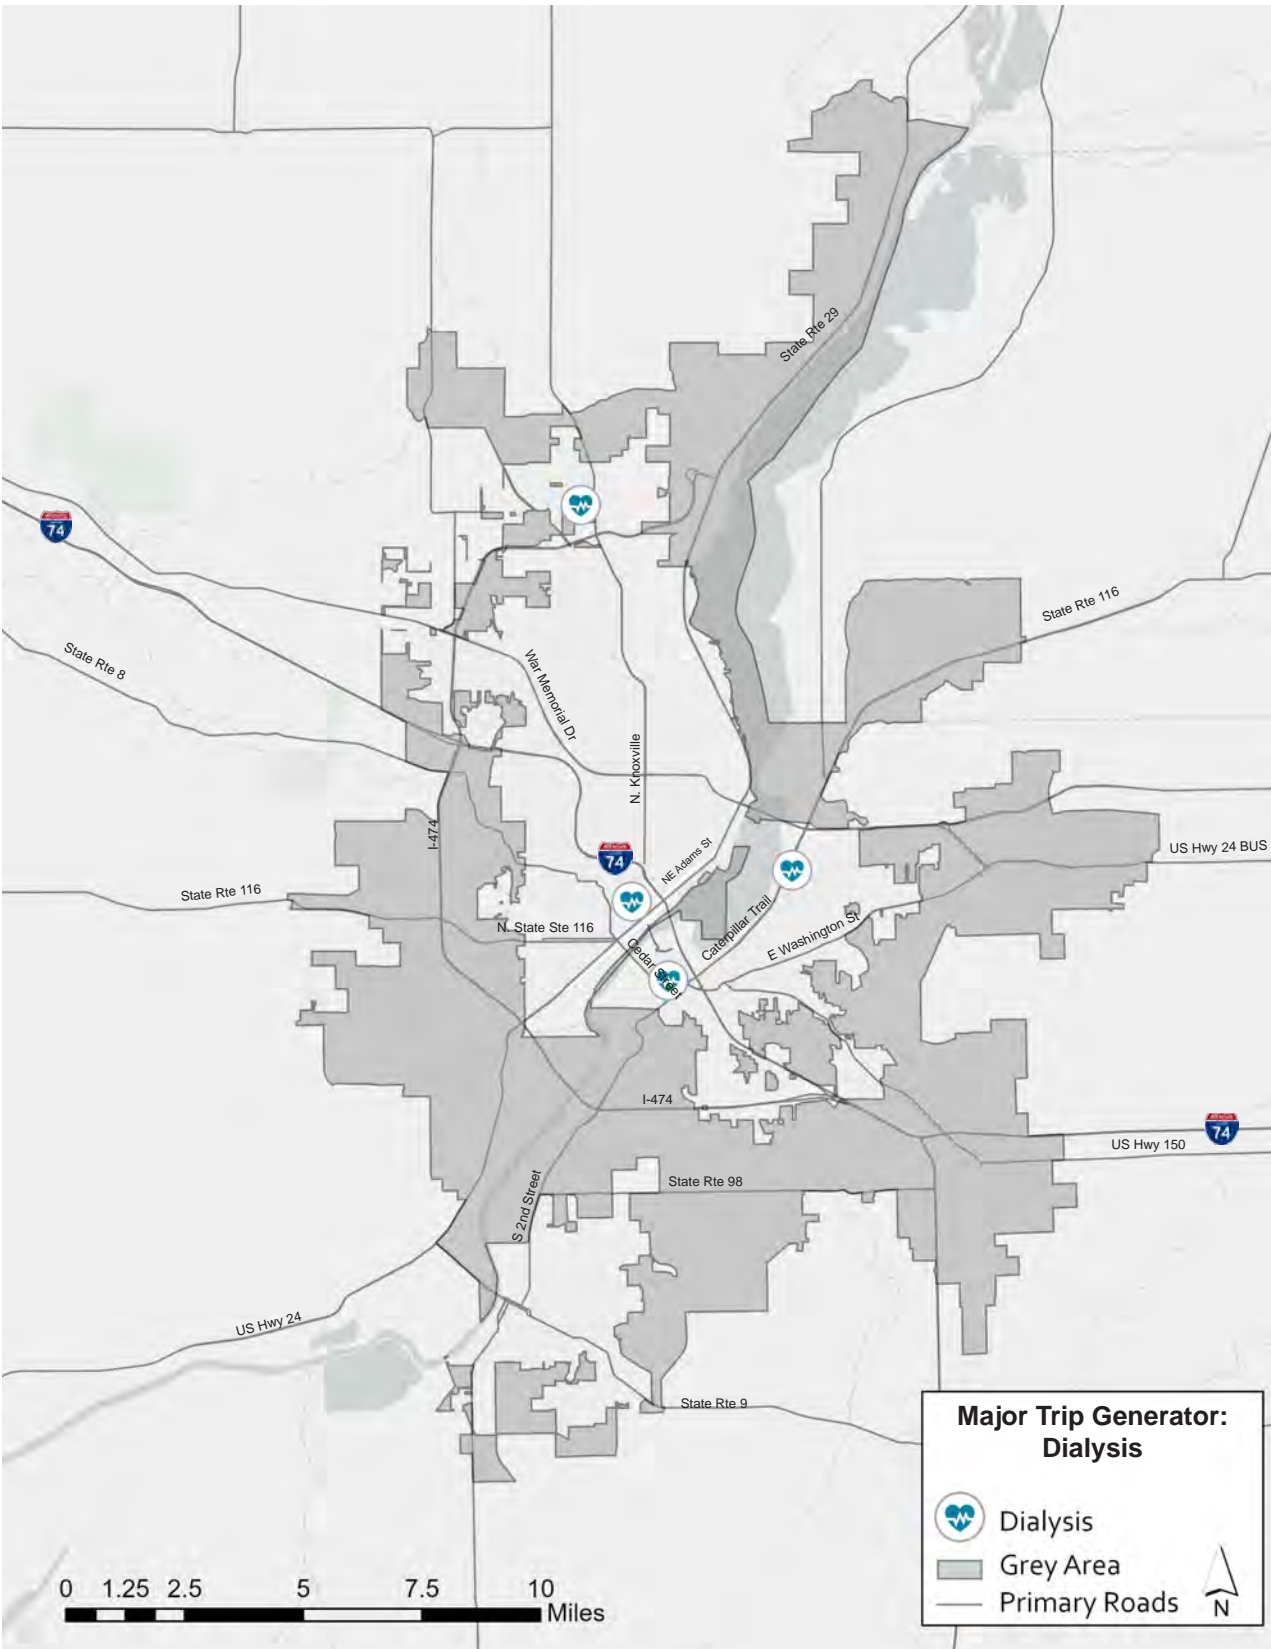 State Rte 29
74
State Rte 116
State Rte 8
War Memorial Dr
N. Knoxville
I-474
74
NE Adams St
US Hwy 24 BUS
State Rte 116
N. State Ste 116
Caterpillar Trail
E Washington St
Cedar Street
I-474
74
US Hwy 150
State Rte 98
S 2nd Street
US Hwy 24
State Rte 9
Major Trip Generator:
Dialysis
Dialysis
Grey Area
Primary Roads
N
0 1.25 2.5 5 7.5 10
Miles